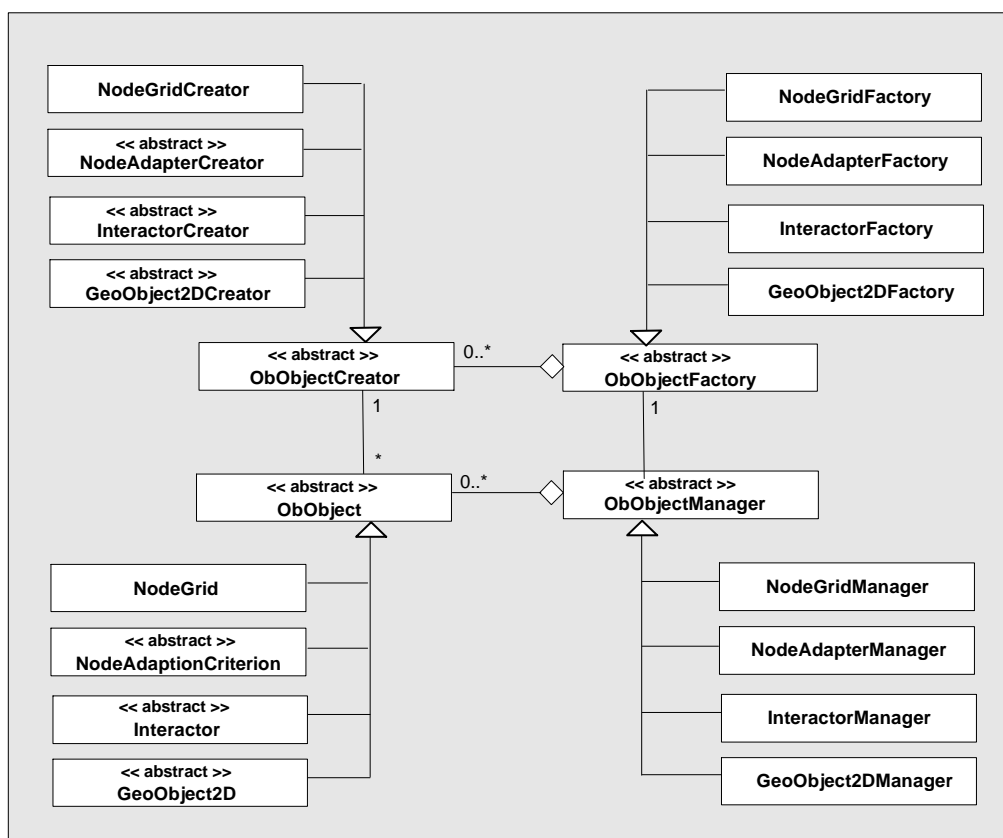 NodeGridCreator
<< abstract >>
NodeAdapterCreator
<< abstract >>
InteractorCreator
<< abstract >>
GeoObject2DCreator
NodeGridFactory
NodeAdapterFactory
InteractorFactory
GeoObject2DFactory
<< abstract >>
ObObjectCreator
0..*
<< abstract >>
ObObjectFactory
1
1
*
<< abstract >>
ObObject
0..*
<< abstract >>
ObObjectManager
NodeGrid
<< abstract >>
NodeAdaptionCriterion
<< abstract >>
Interactor
<< abstract >>
GeoObject2D
NodeGridManager
NodeAdapterManager
InteractorManager
GeoObject2DManager